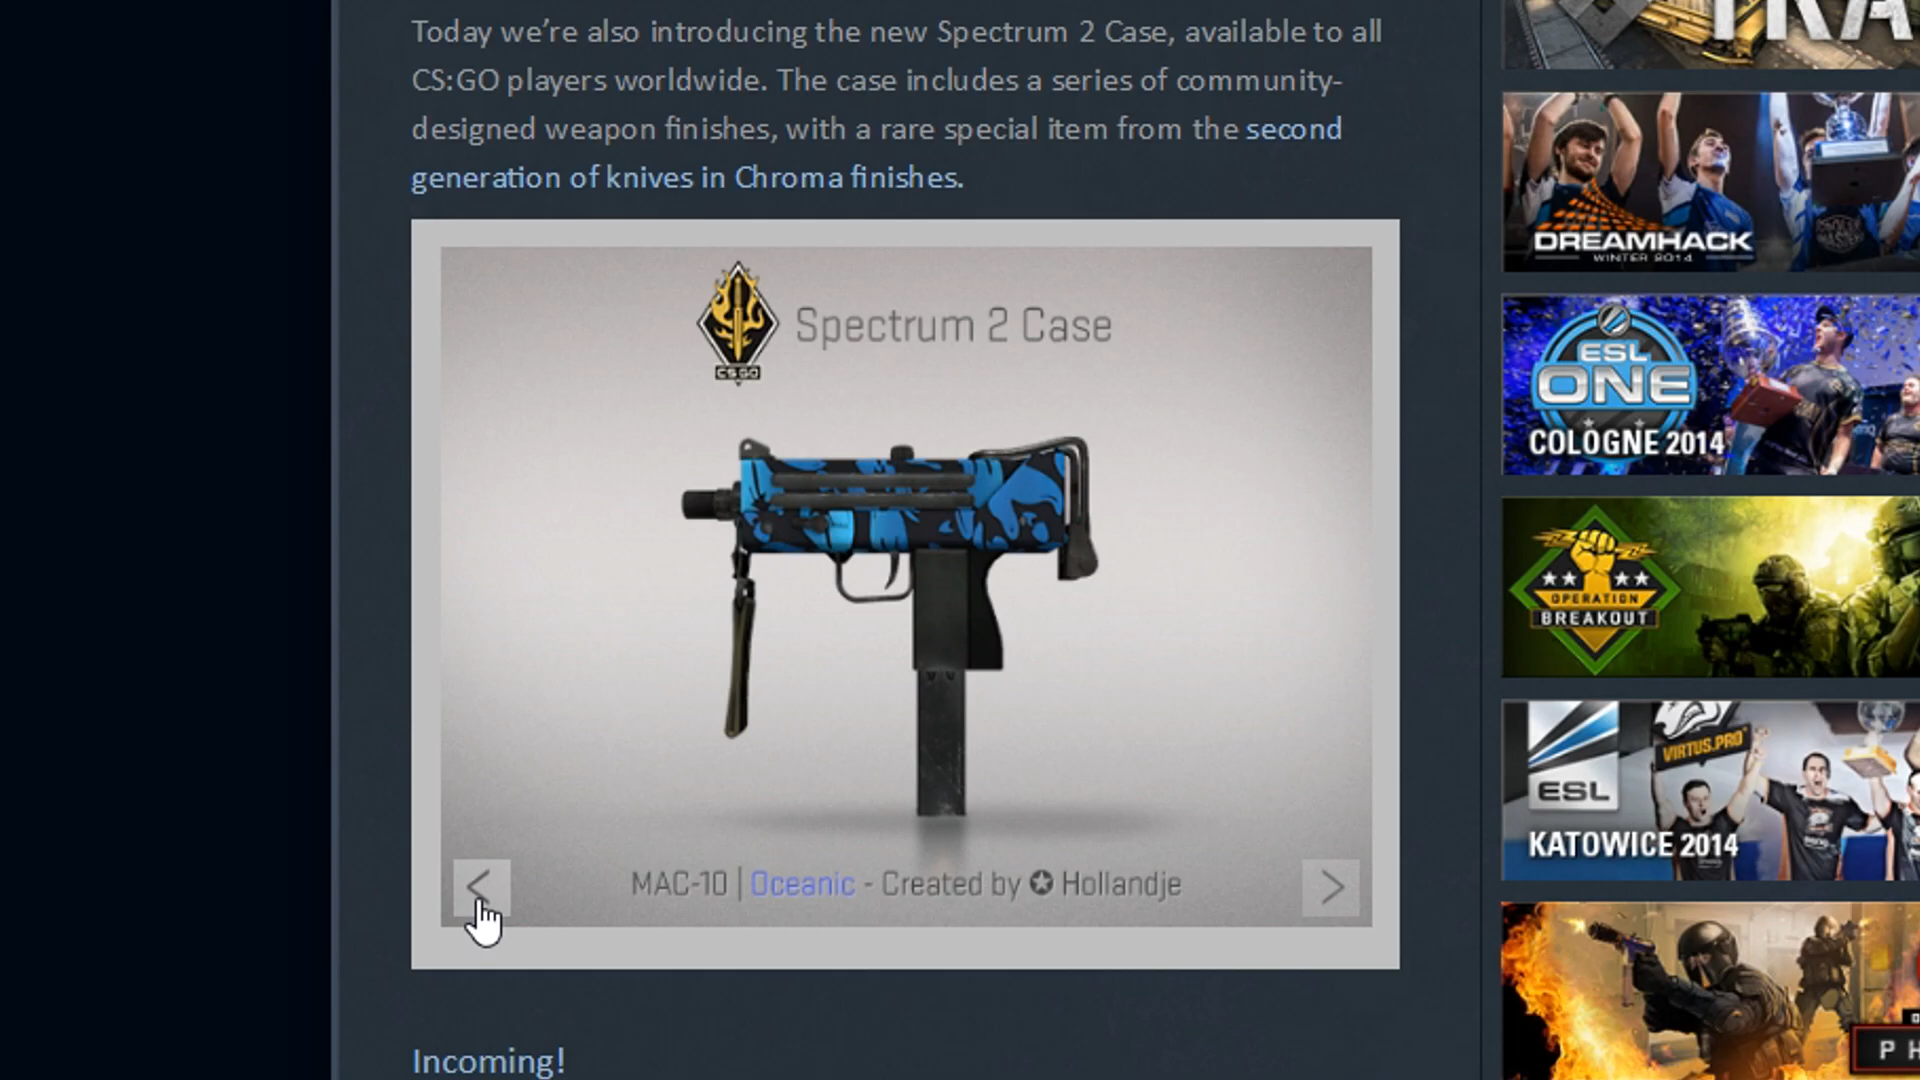 Today we're also introducing the new Spectrum 2 Case, available to all
CS:GO players worldwide. The case includes a series of community-
designed weapon finishes, with a rare special item from the second
generation of knives in Chroma finishes.
CS:GO
Spectrum 2 Case
MAC-10 | Oceanic - Created by Hollandje
Incoming!
DREAMHACK
WINTER 2014
ESL
ONE
COLOGNE 2014
OPERATION
BREAKOUT
VIRTUS.PRO
ESL
KATOWICE 2014